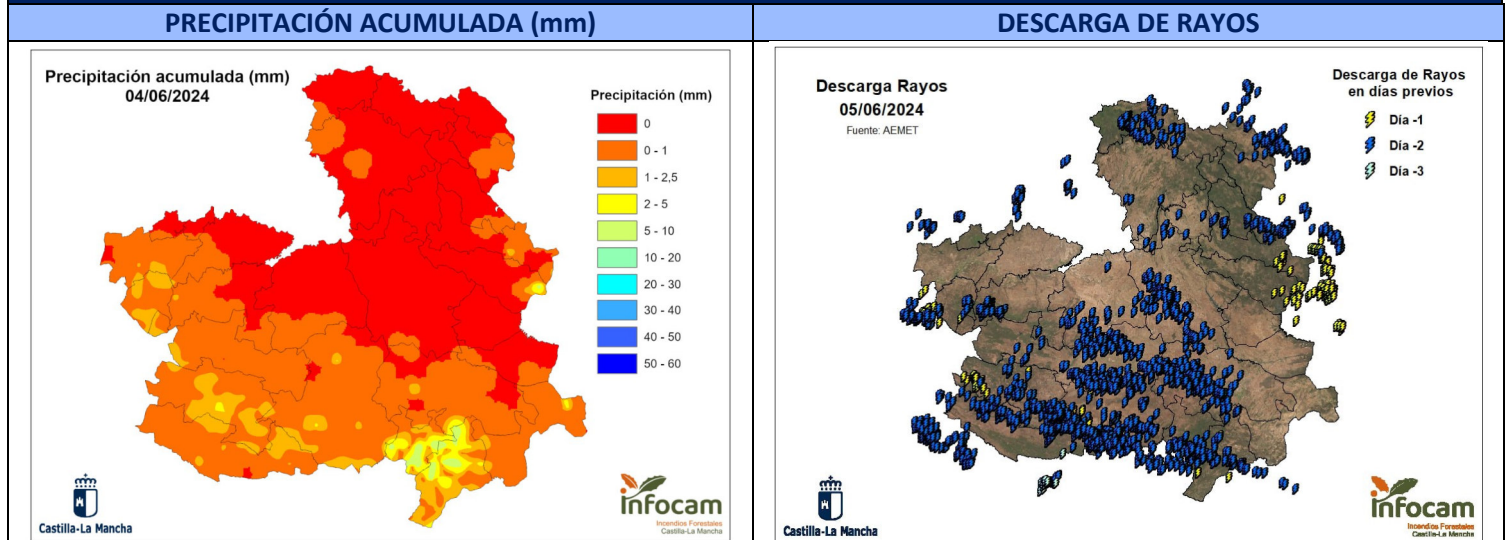 PRECIPITACIÓN ACUMULADA (mm)
DESCARGA DE RAYOS
Precipitación acumulada (mm)
04/06/2024
Precipitación (mm)
0
0 - 1
1 - 2,5
2 - 5
5 - 10
10 - 20
20 - 30
30 - 40
40 - 50
50 - 60
Castilla-La Mancha
infocam
Incendios Forestales
Castilla-La Mancha
Descarga Rayos
05/06/2024
Fuente: AEMET
Descarga de Rayos
en días previos
Día -1
Día -2
Día -3
Castilla-La Mancha
infocam
Incendios Forestales
Castilla-La Mancha